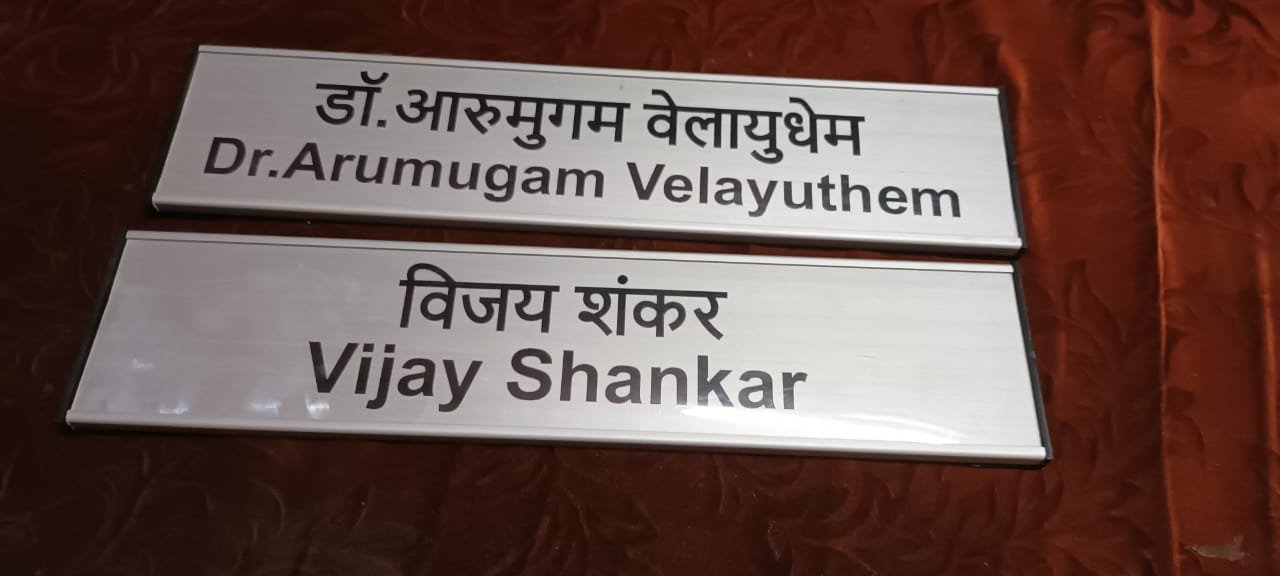 डॉ.आरुमुगम वेलायुधेम
Dr.Arumugam Velayuthem
विजय शंकर
Vijay Shankar